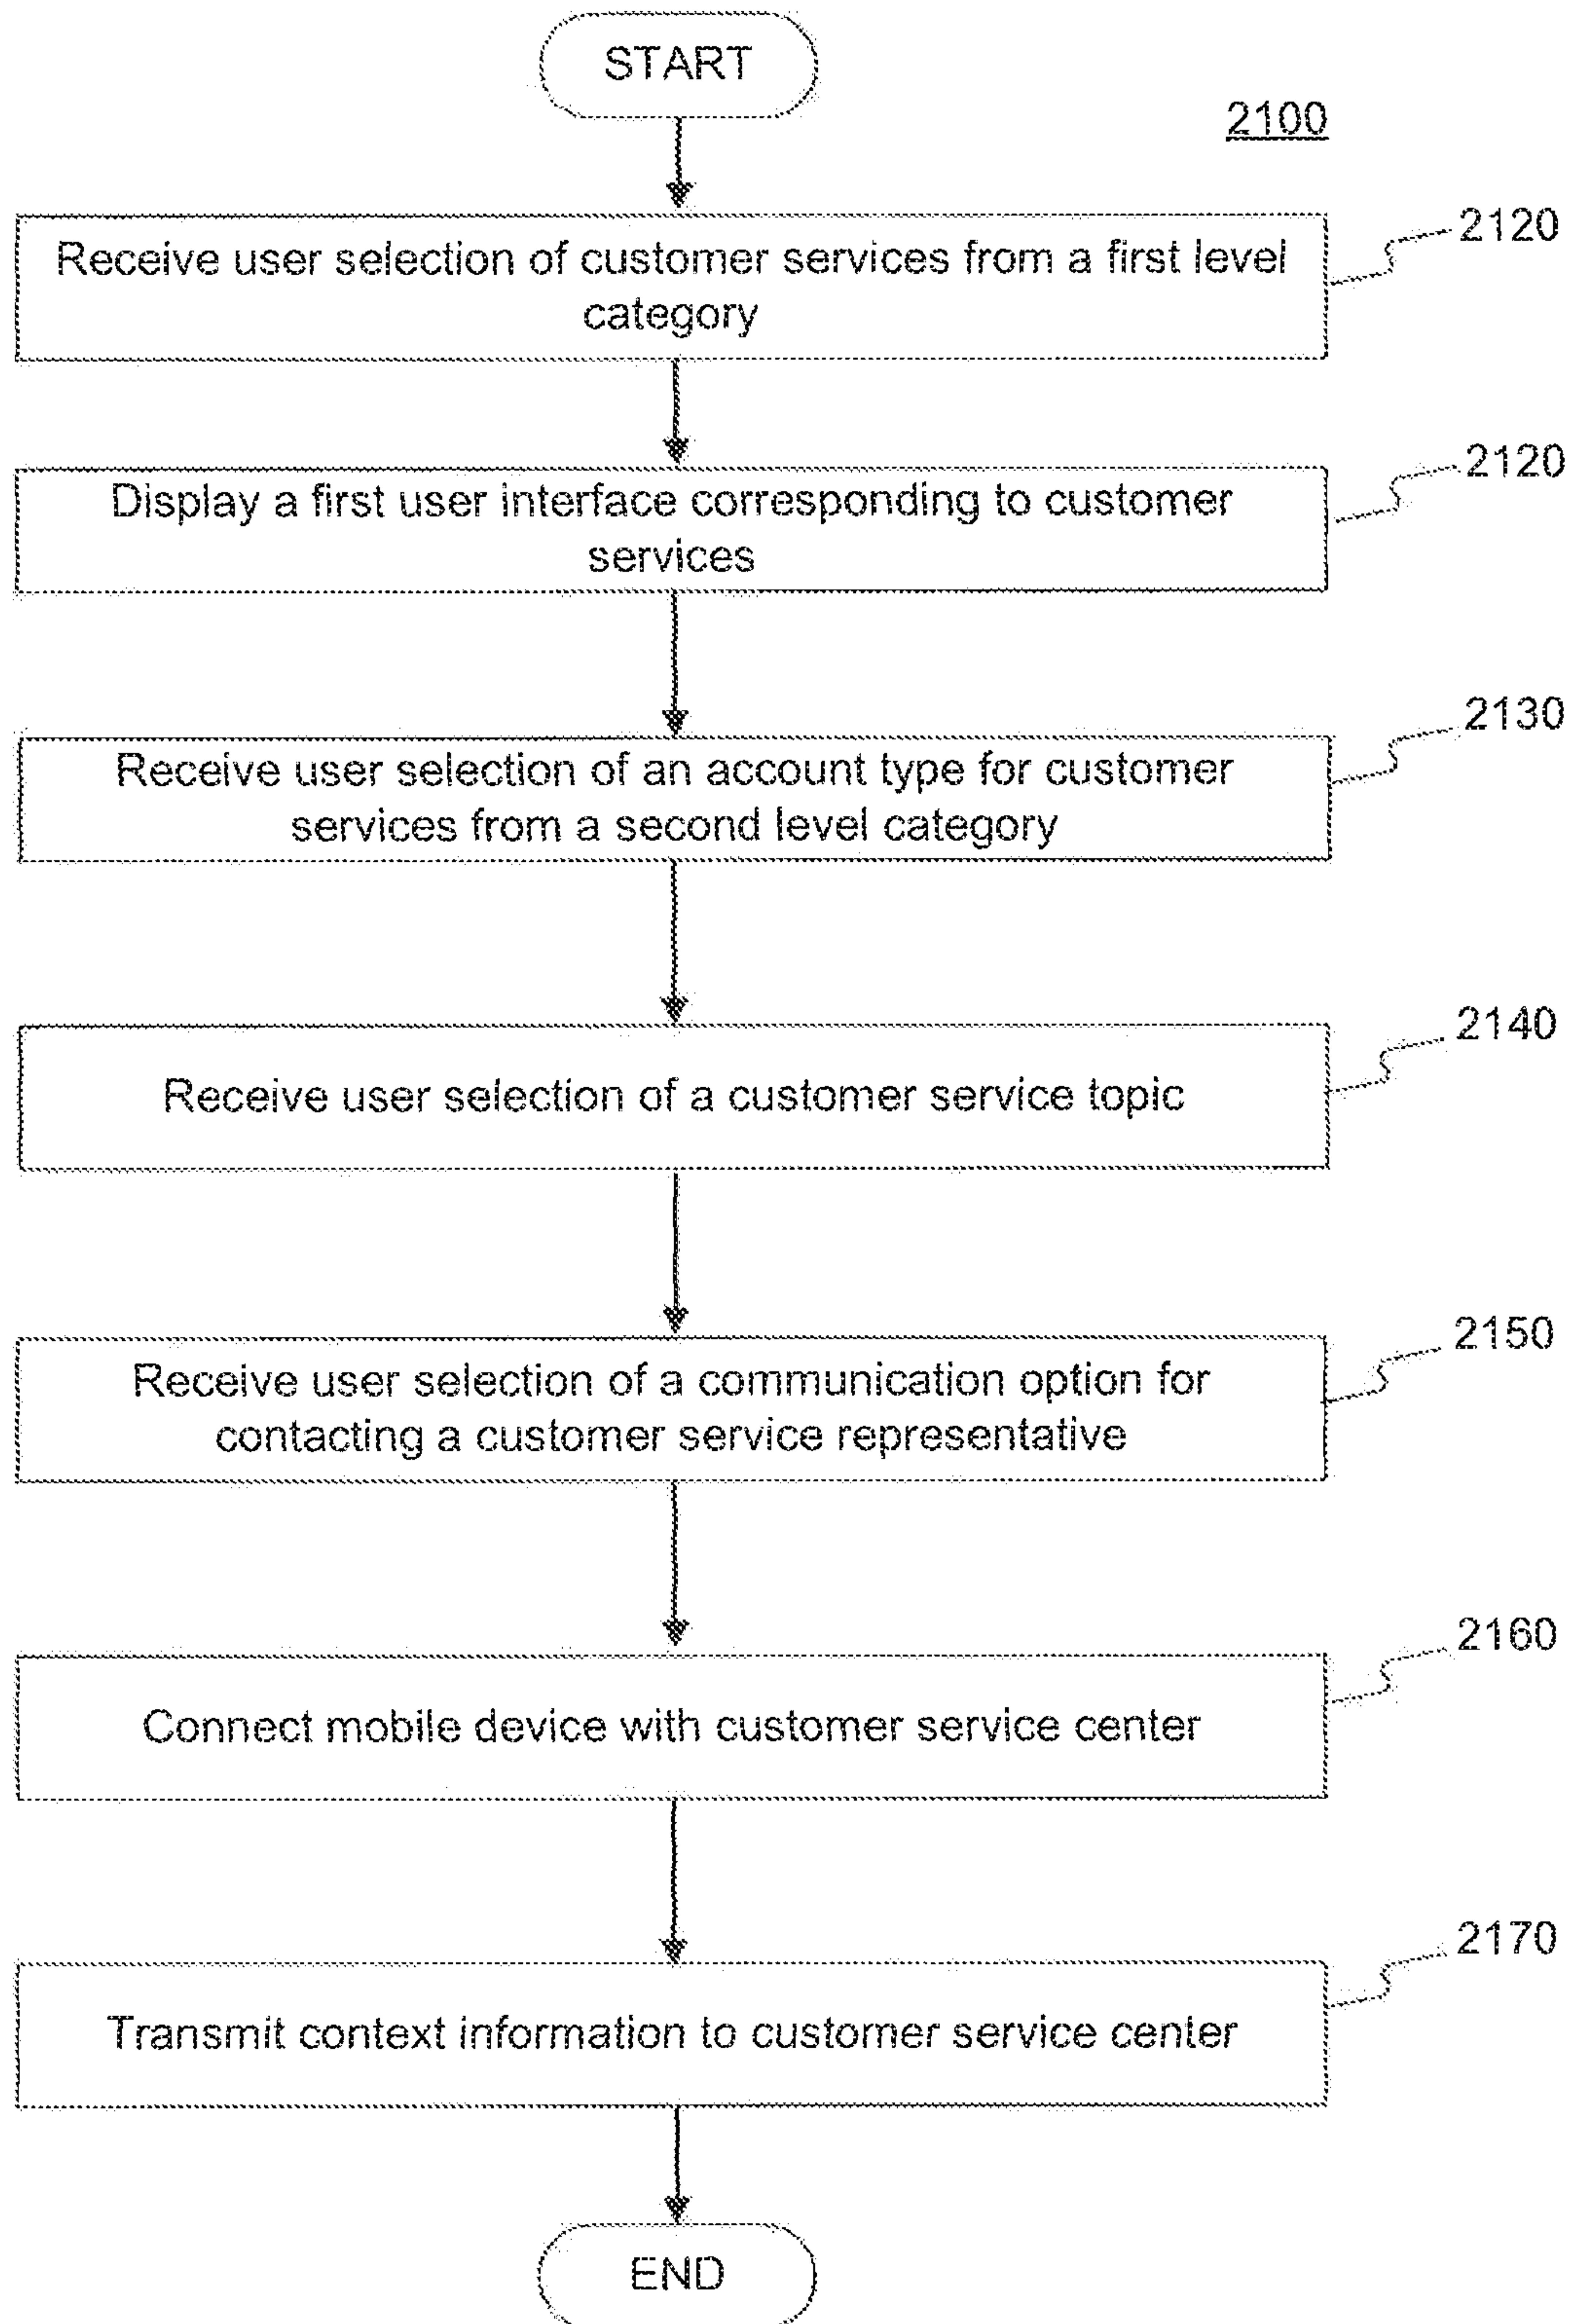 START
2100
Receive user selection of customer services from a first level
category
2120
Display a first user interface corresponding to customer
services
2120
Receive user selection of an account type for customer
services from a second level category
2130
Receive user selection of a customer service topic
2140
Receive user selection of a communication option for
contacting a customer service representative
2150
Connect mobile device with customer service center
2160
Transmit context information to customer service center
2170
END